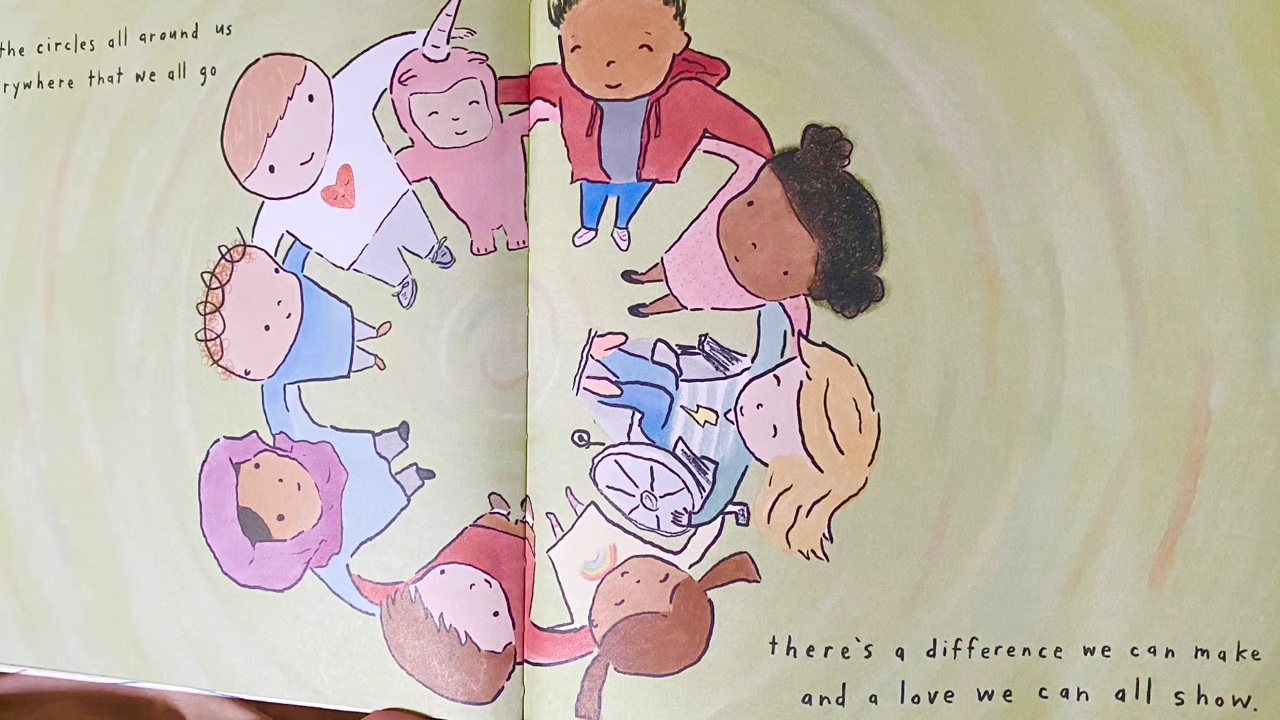 the circles all around us
rywhere that we all go
there's a difference we can make
and a love we can all show.